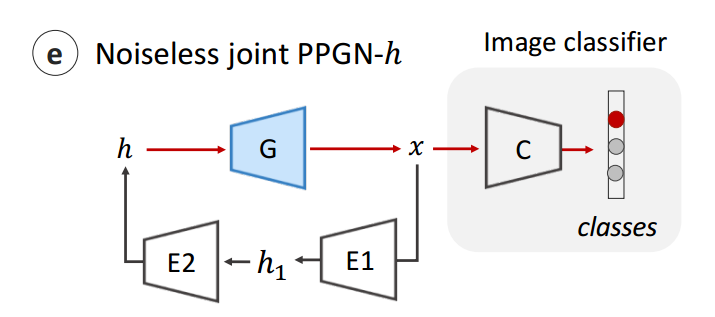 e Noiseless joint PPGN-h
Image classifier
h G x C
classes
E2 h₁ E1